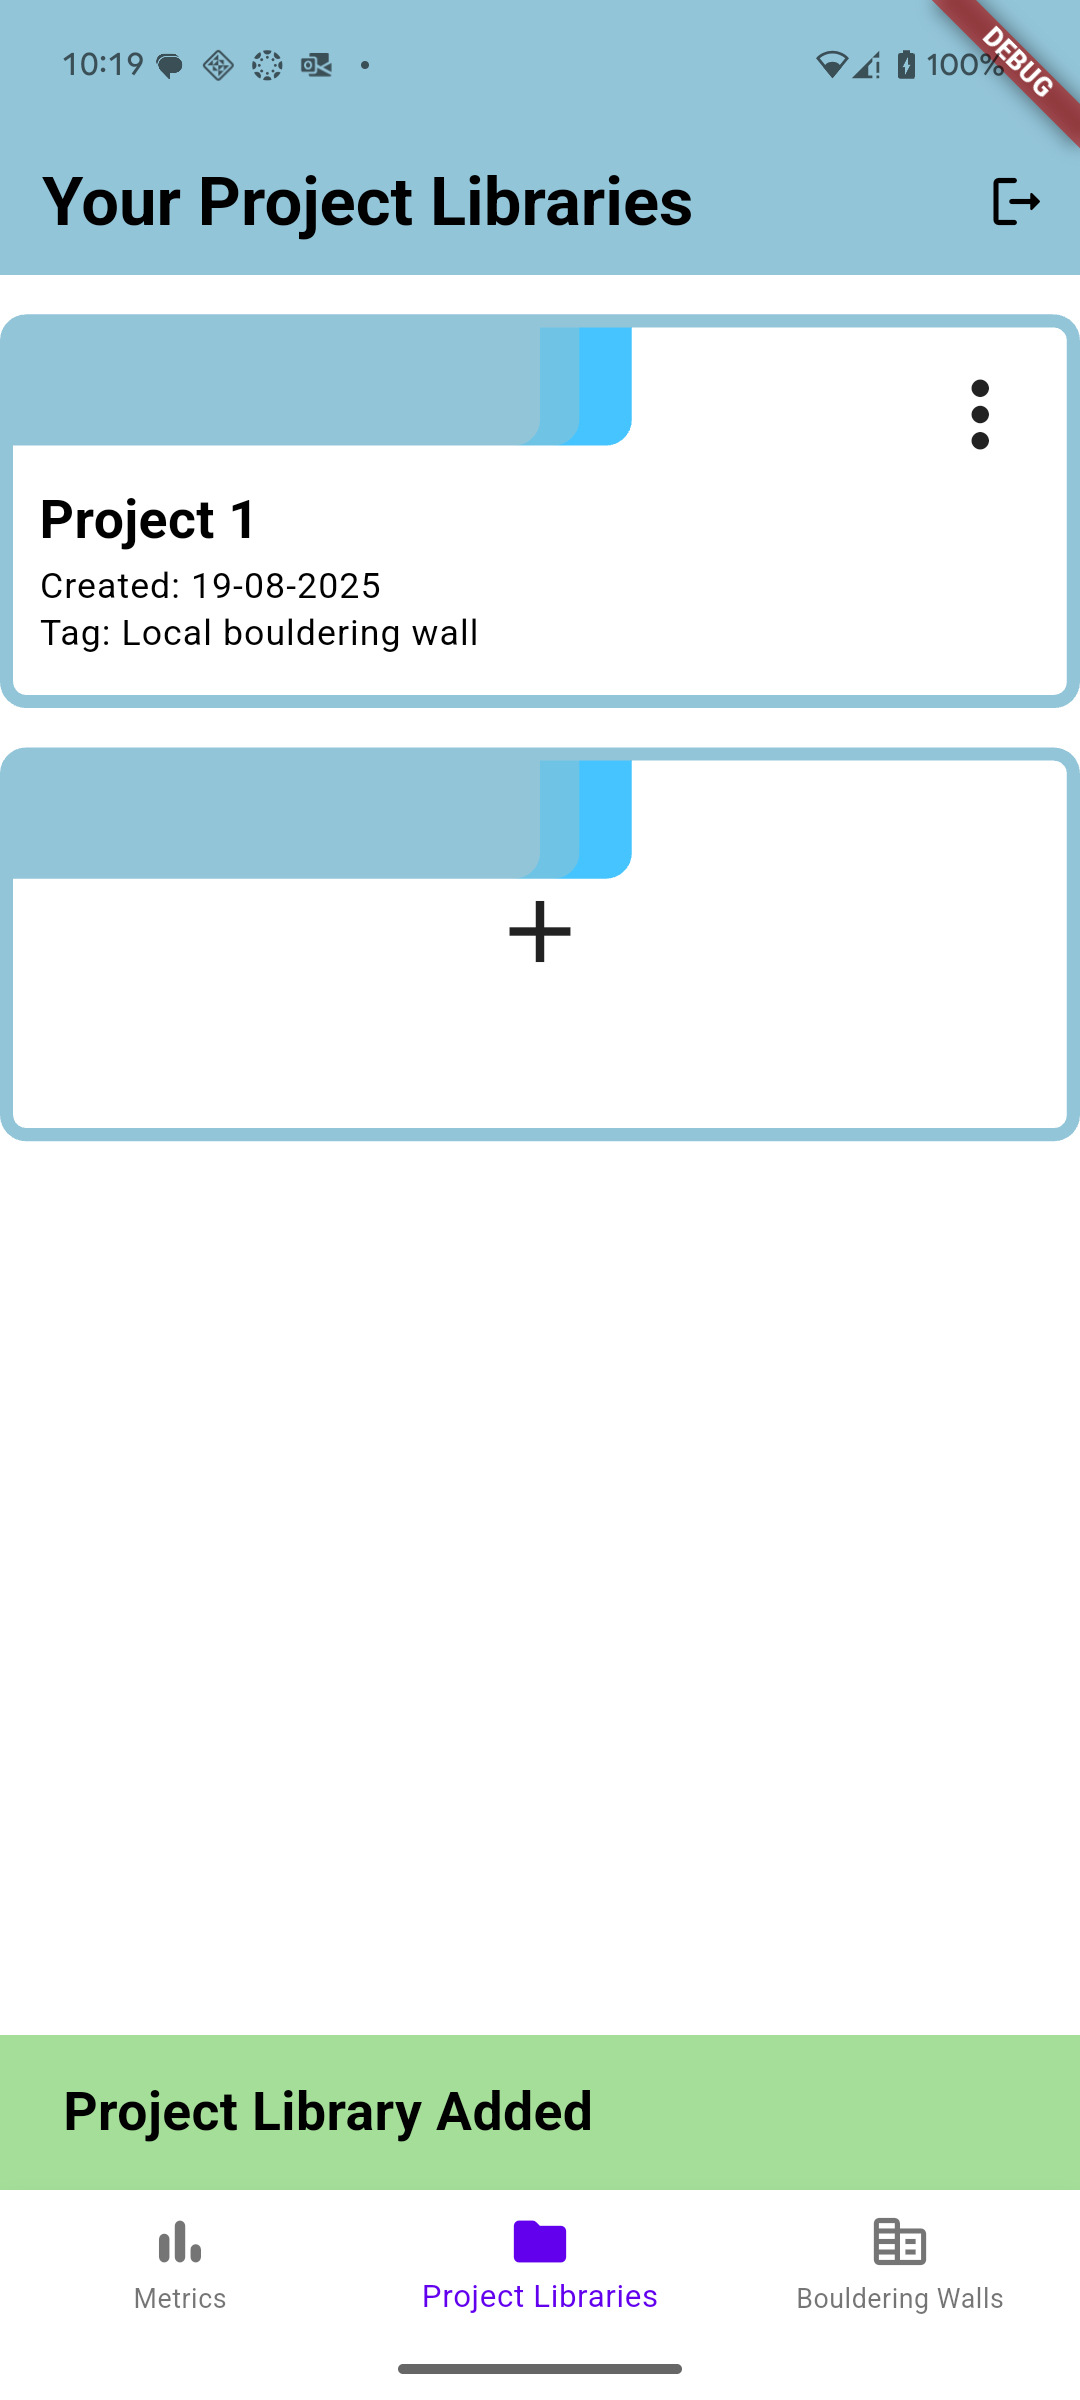 10:19
100%
DEBUG
Your Project Libraries
Project 1
Created: 19-08-2025
Tag: Local bouldering wall
Project Library Added
Metrics
Project Libraries
Bouldering Walls